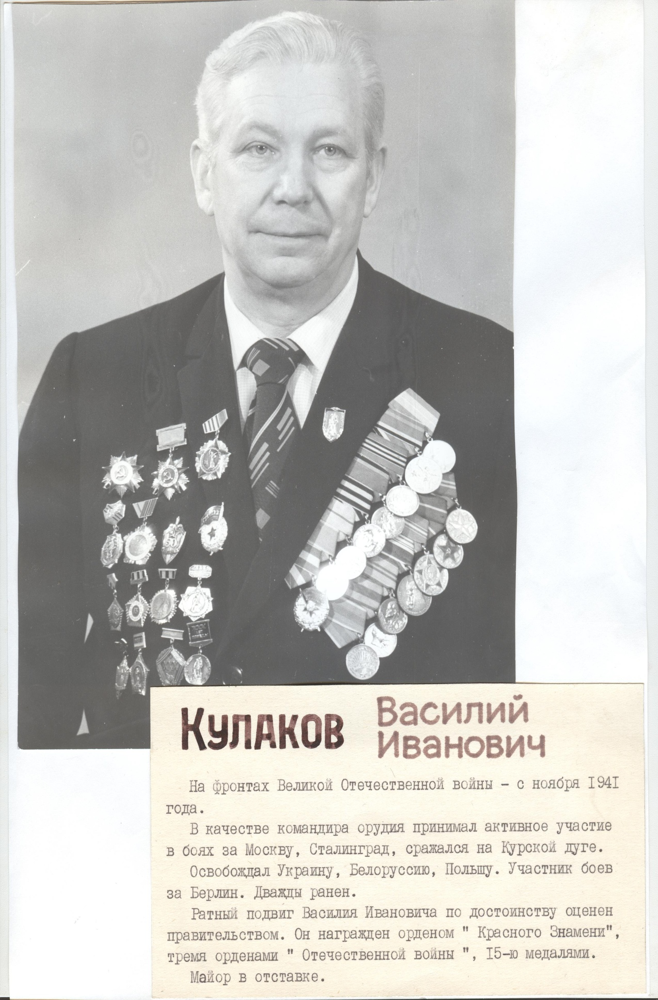 Кулаков Василий
Иванович
На фронтах Великой Отечественной войны - с ноября I94I
года.
В качестве командира орудия принимал активное участие
в боях за Москву, Сталинград, сражался на Курской дуге.
Освобождал Украину, Белоруссию, Польшу. Участник боев
за Берлин. Дважды ранен.
Ратный подвиг Василия Ивановича по достоинству оценен
правительством. Он награжден орденом " Красного Знамени",
тремя орденами " Отечественной войны ", I5-ю медалями.
Майор в отставке.